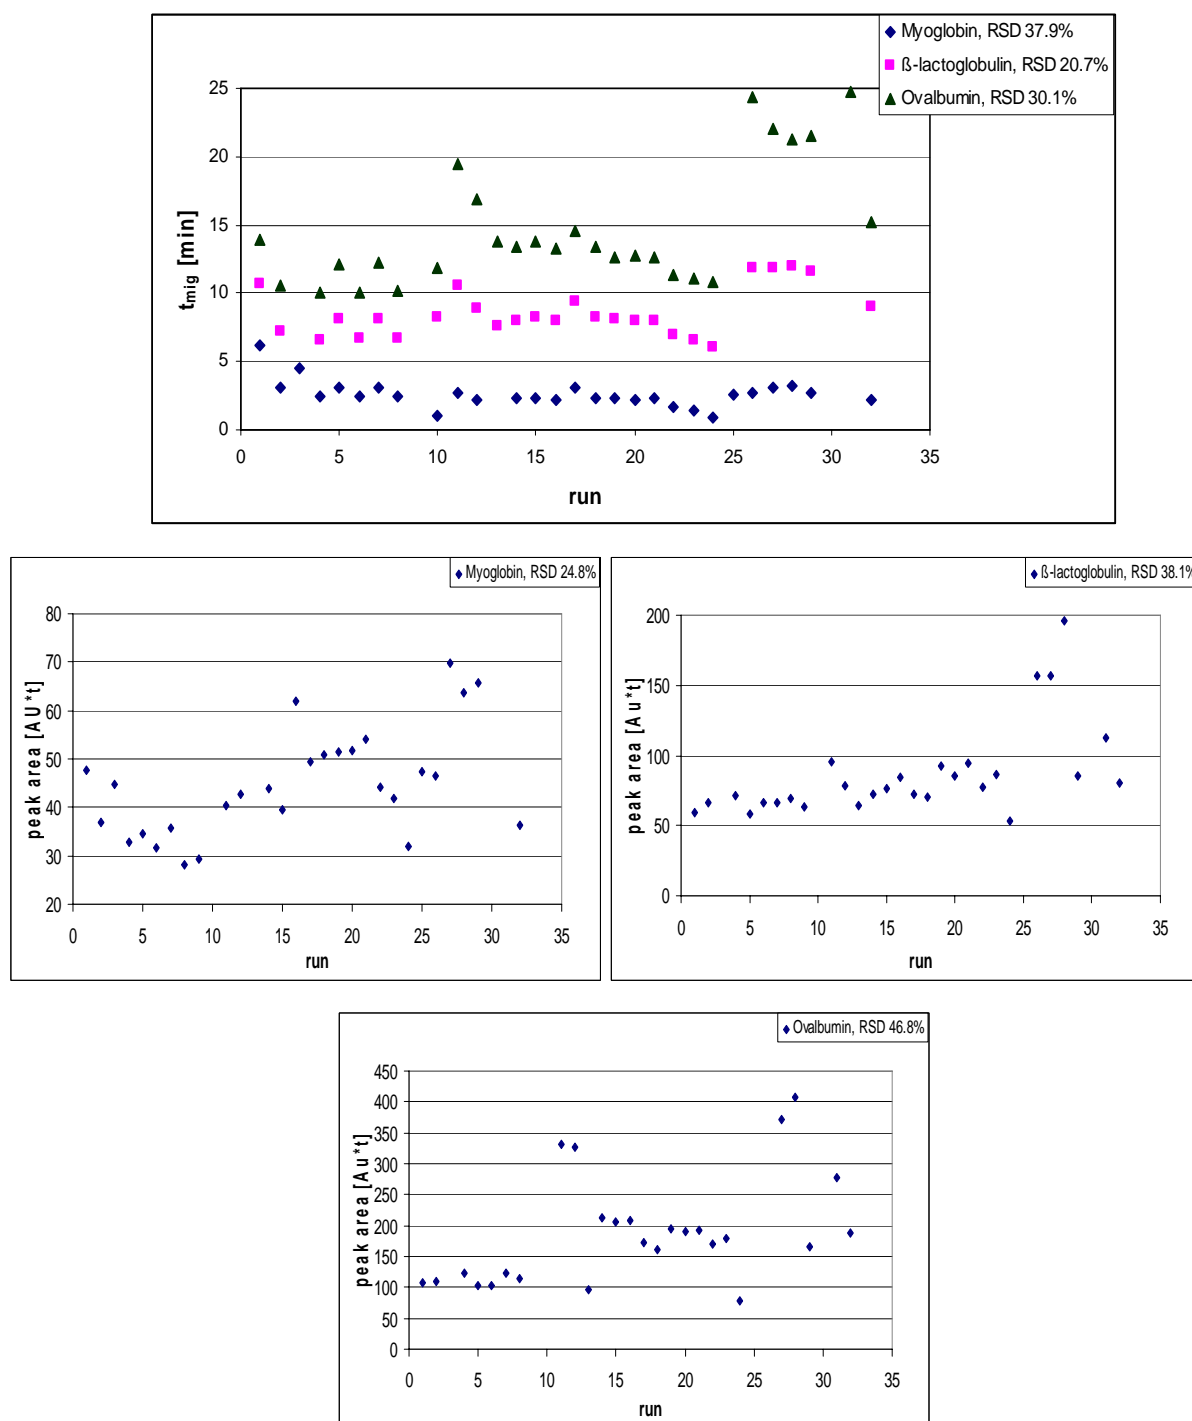 Myoglobin, RSD 37.9%
ß-lactoglobulin, RSD 20.7%
Ovalbumin, RSD 30.1%
25
20
15
10
5
0
t_mig [min]
0 5 10 15 20 25 30 35
run
Myoglobin, RSD 24.8%
80
70
60
50
40
30
20
peak area [AU*t]
0 5 10 15 20 25 30 35
run
ß-lactoglobulin, RSD 38.1%
200
150
100
50
0
peak area [Au*t]
0 5 10 15 20 25 30 35
run
Ovalbumin, RSD 46.8%
450
400
350
300
250
200
150
100
50
0
peak area [Au*t]
0 5 10 15 20 25 30 35
run